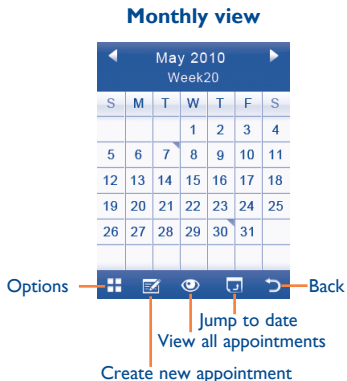 Monthly view
May 2010
Week20
S M T W T F S
1 2 3 4
5 6 7 8 9 10 11
12 13 14 15 16 17 18
19 20 21 22 23 24 25
26 27 28 29 30 31
Options
Back
Jump to date
View all appointments
Create new appointment